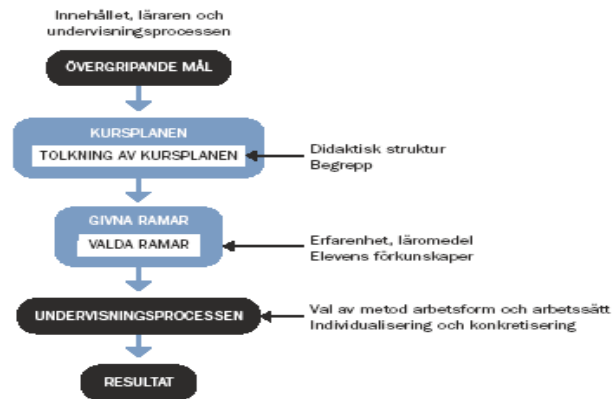 Innehållet, läraren och
undervisningsprocessen
ÖVERGRIPANDE MÅL
KURSPLANEN
TOLKNING AV KURSPLANEN
Didaktisk struktur
Begrepp
GIVNA RAMAR
VALDA RAMAR
Erfarenhet, läromedel
Elevens förkunskaper
UNDERVISNINGSPROCESSEN
Val av metod arbetsform och arbetssätt
Individualisering och konkretisering
RESULTAT